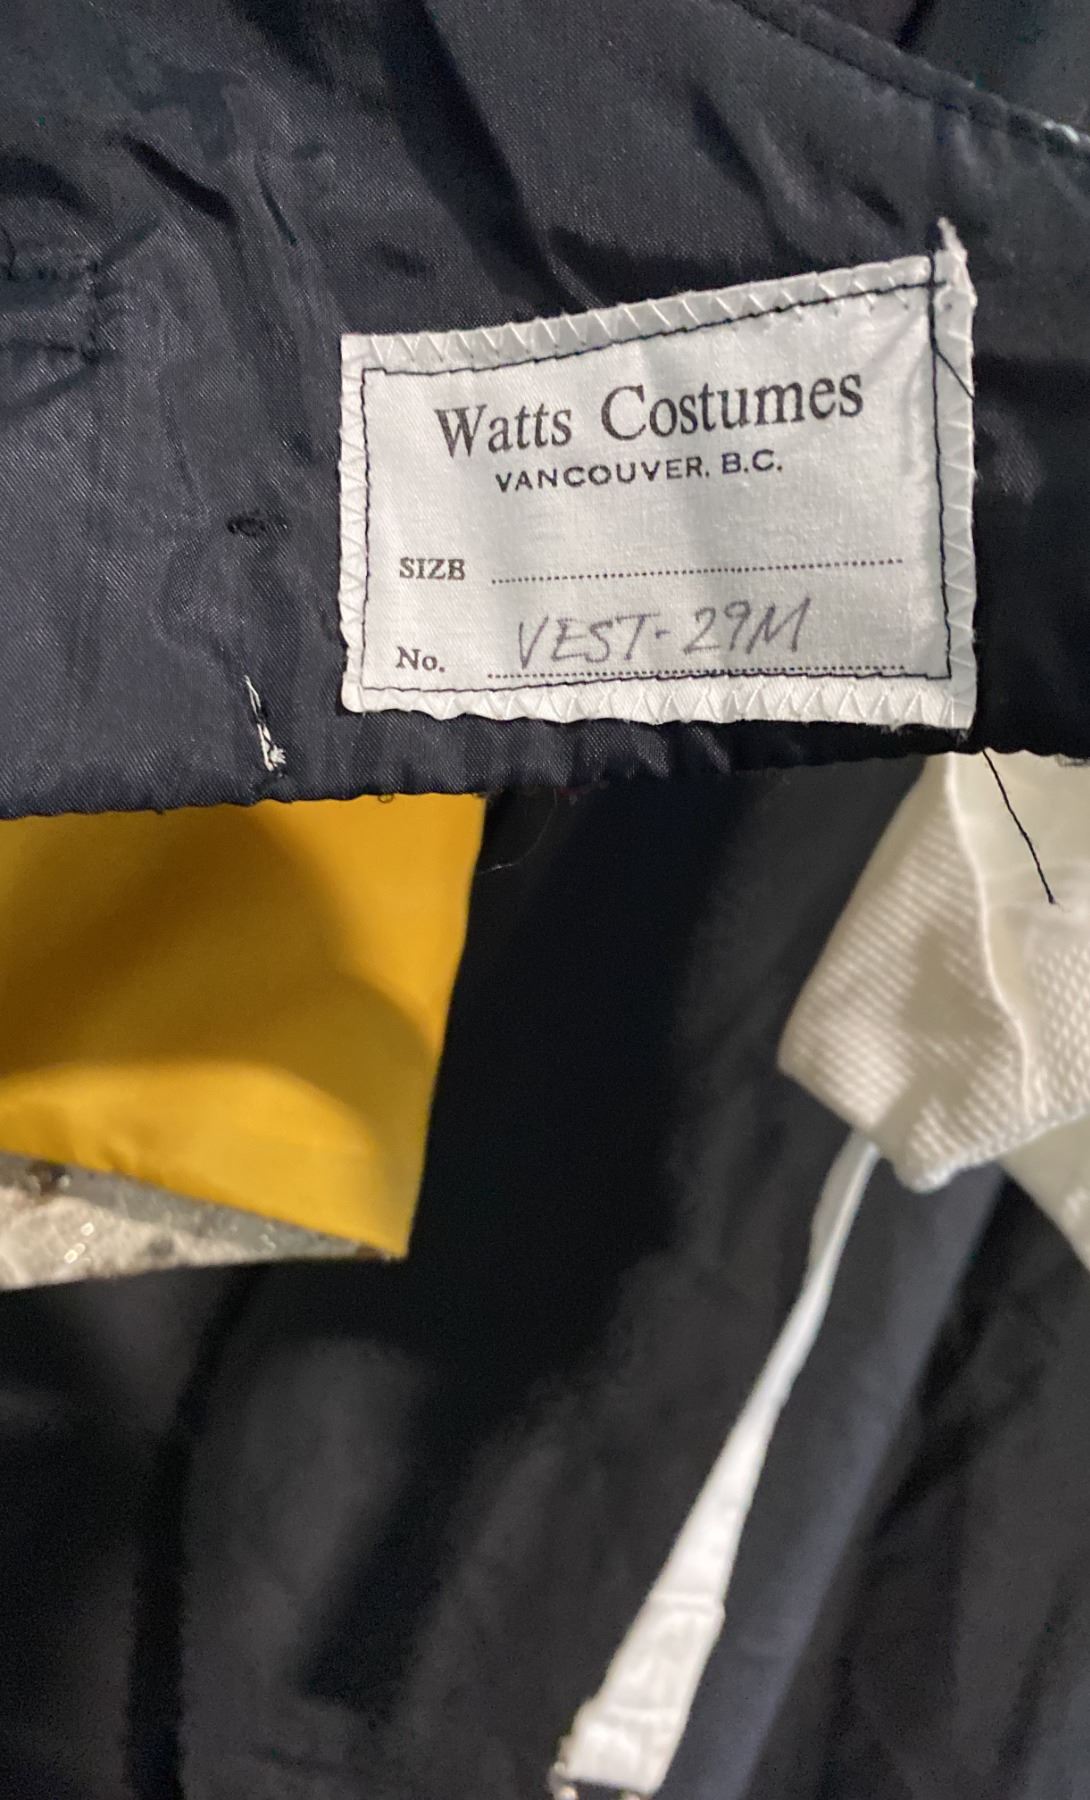 Watts Costumes
VANCOUVER, B.C.
SIZE
No. VEST-29M